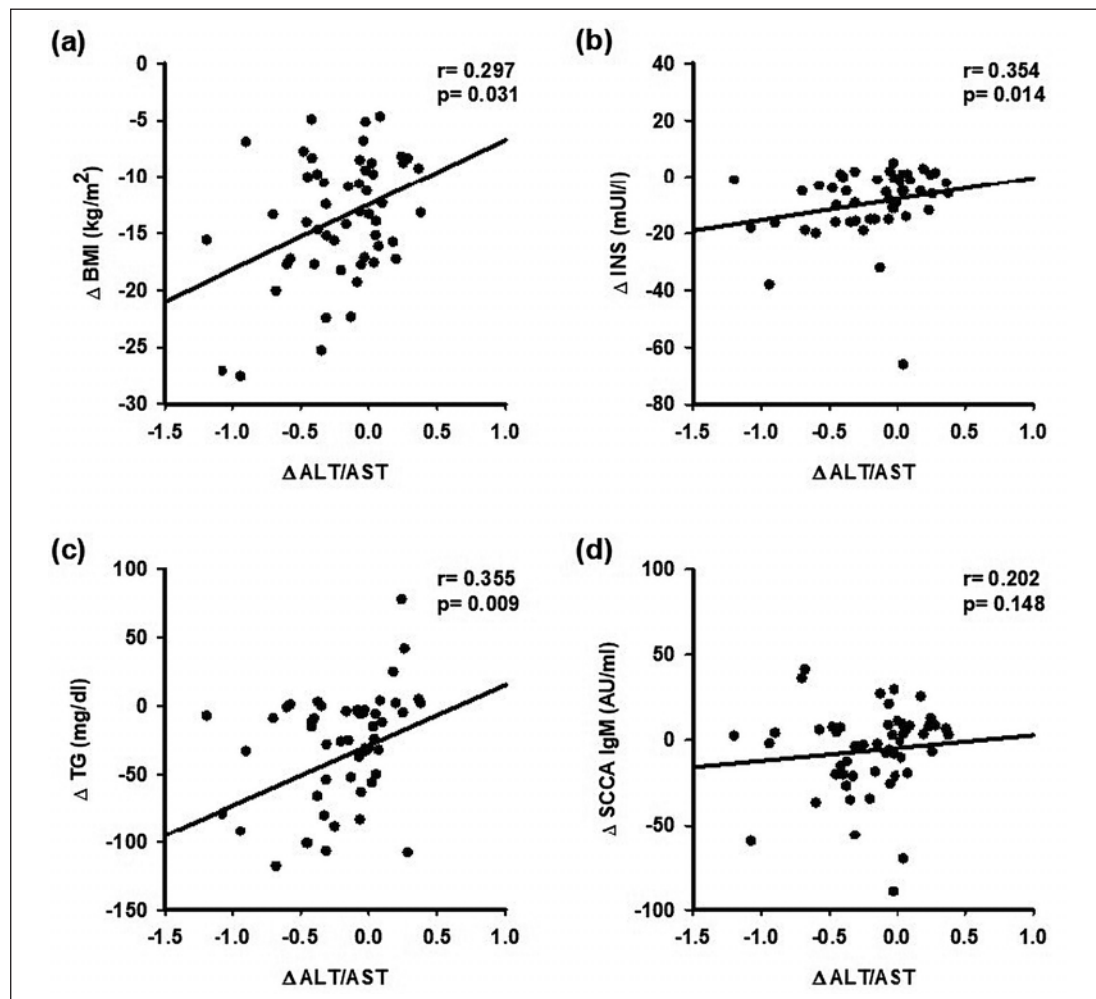 (a)
r= 0.297
p= 0.031
Δ BMI (kg/m²)
0
-5
-10
-15
-20
-25
-30
-1.5 -1.0 -0.5 0.0 0.5 1.0
Δ ALT/AST
(b)
r= 0.354
p= 0.014
Δ INS (mUI/l)
40
20
0
-20
-40
-60
-80
-1.5 -1.0 -0.5 0.0 0.5 1.0
Δ ALT/AST
(c)
r= 0.355
p= 0.009
Δ TG (mg/dl)
100
50
0
-50
-100
-150
-1.5 -1.0 -0.5 0.0 0.5 1.0
Δ ALT/AST
(d)
r= 0.202
p= 0.148
Δ SCCA IgM (AU/ml)
100
50
0
-50
-100
-1.5 -1.0 -0.5 0.0 0.5 1.0
Δ ALT/AST